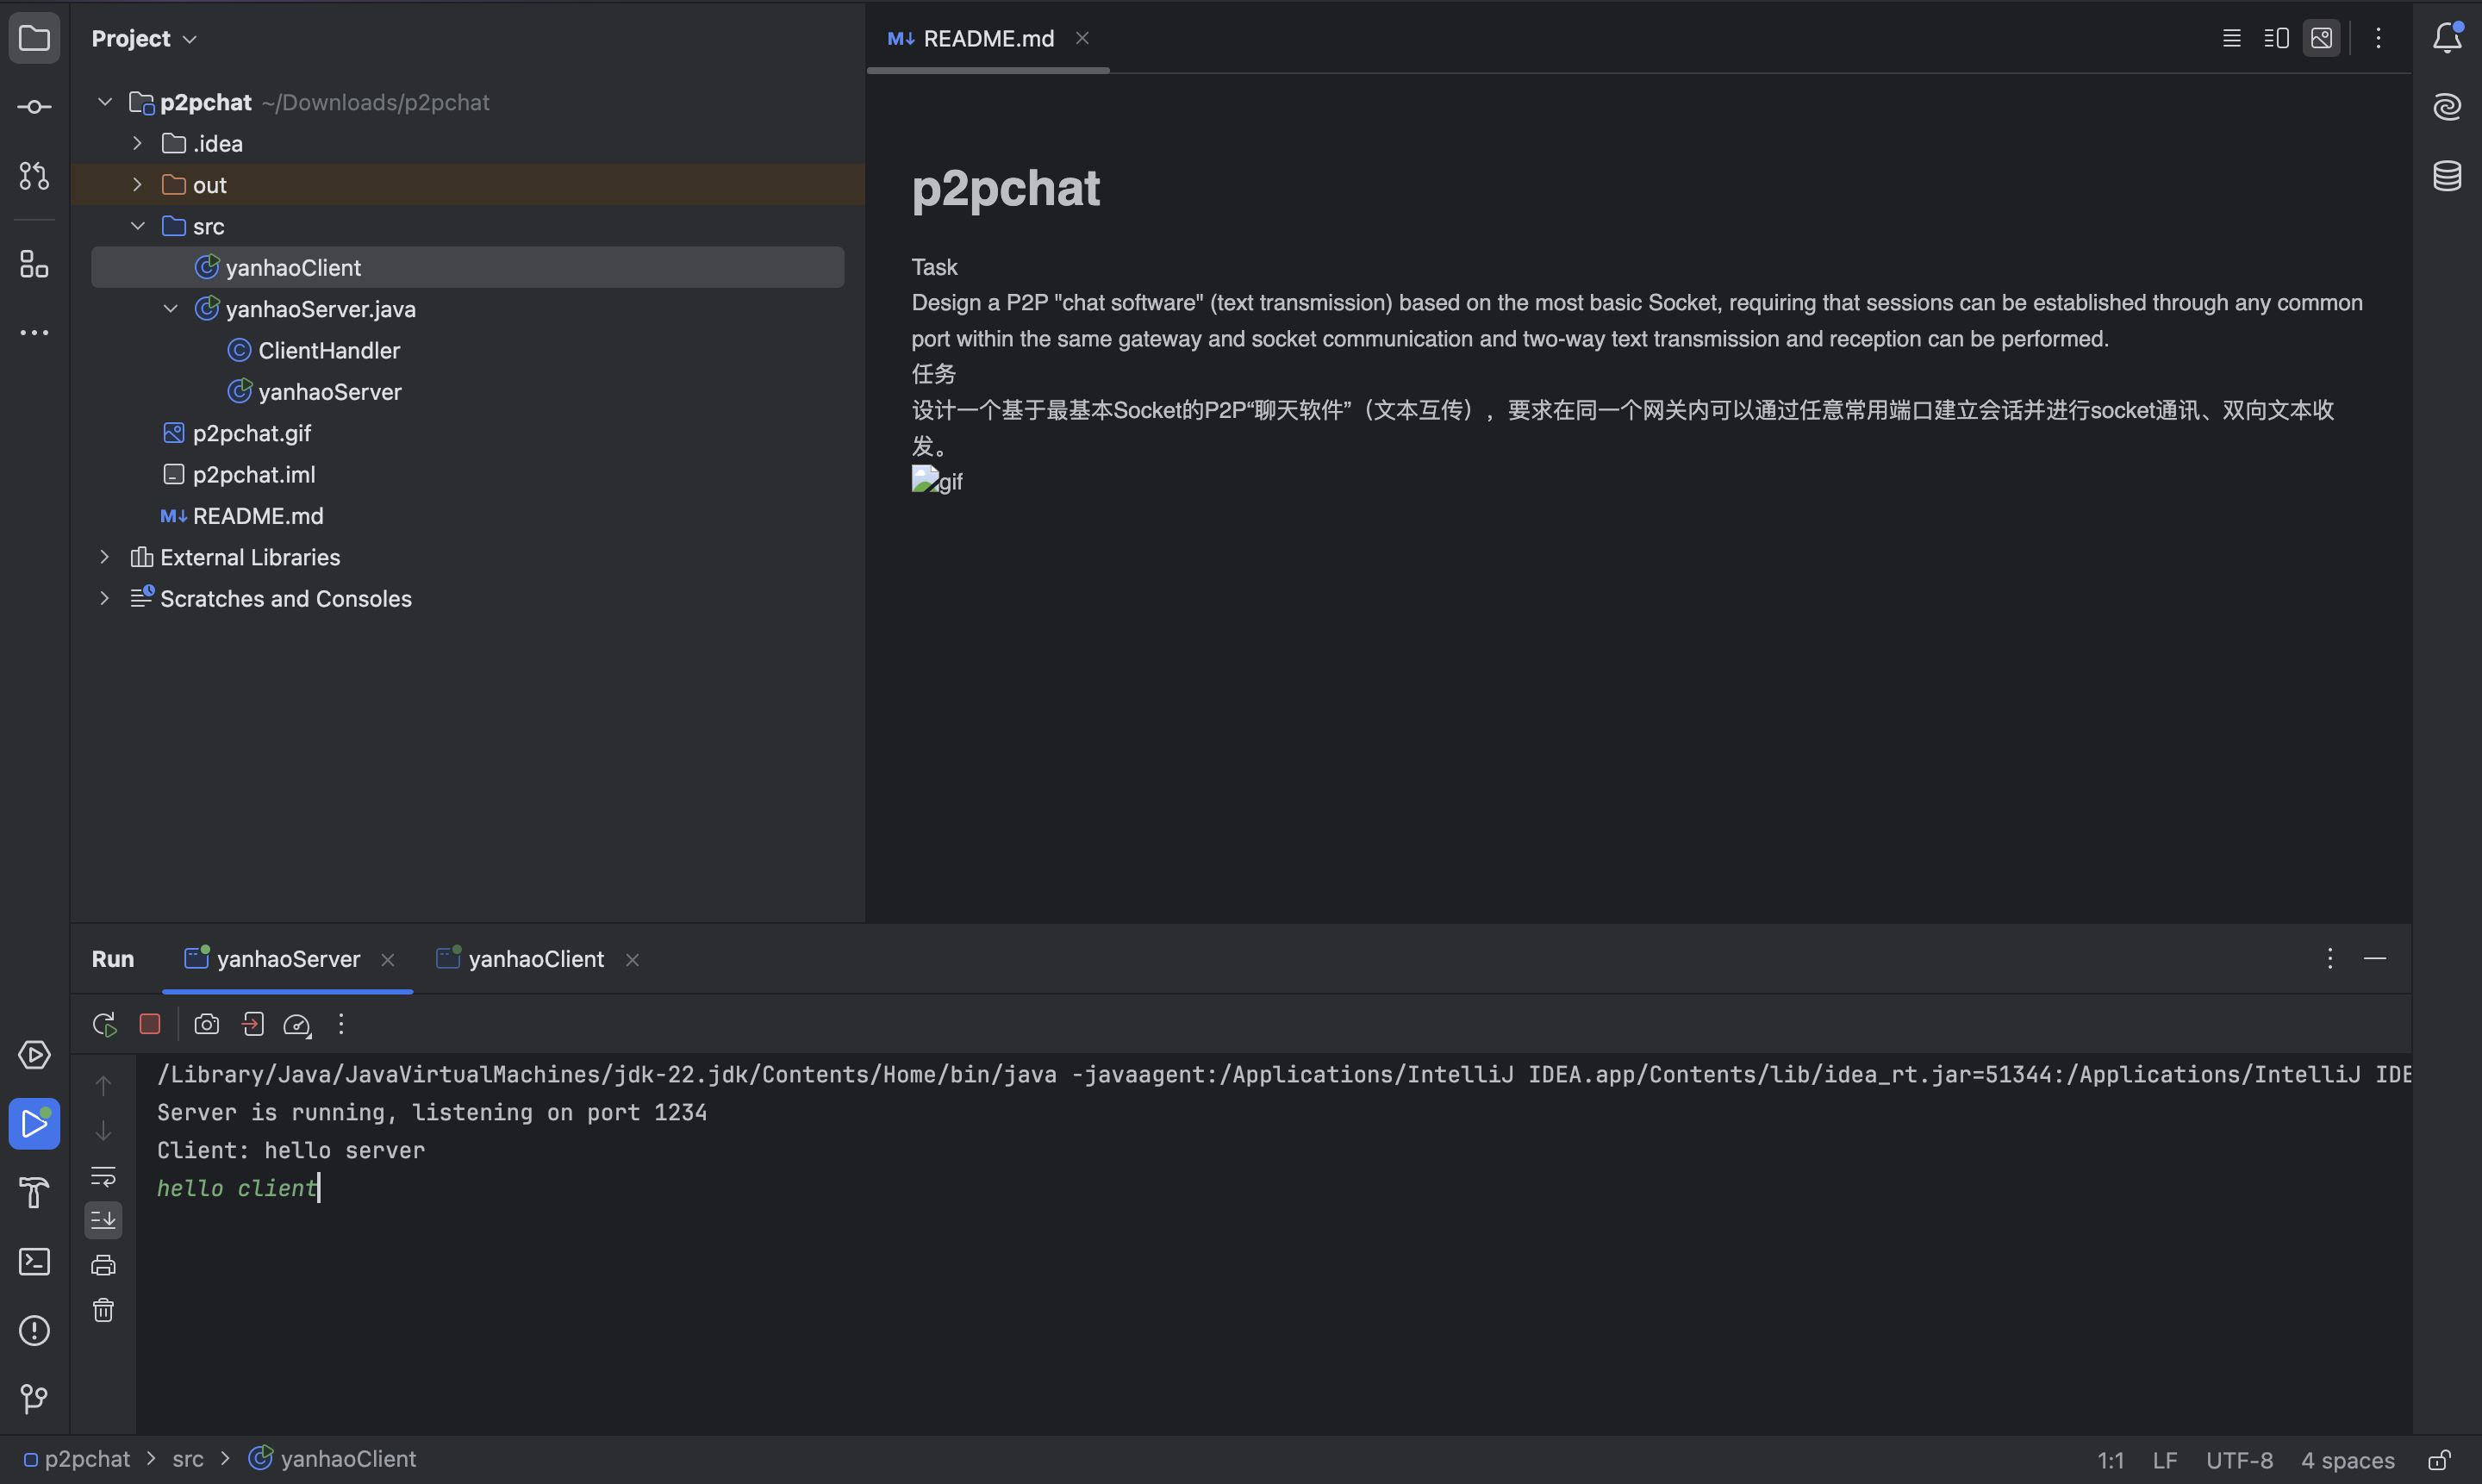 Project
README.md
p2pchat ~/Downloads/p2pchat
.idea
out
src
yanhaoClient
yanhaoServer.java
ClientHandler
yanhaoServer
p2pchat.gif
p2pchat.iml
README.md
External Libraries
Scratches and Consoles
p2pchat
Task
Design a P2P "chat software" (text transmission) based on the most basic Socket, requiring that sessions can be established through any common
port within the same gateway and socket communication and two-way text transmission and reception can be performed.
任务
设计一个基于最基本Socket的P2P“聊天软件”（文本互传），要求在同一个网关内可以通过任意常用端口建立会话并进行socket通讯、双向文本收
发。
gif
Run yanhaoServer yanhaoClient
/Library/Java/JavaVirtualMachines/jdk-22.jdk/Contents/Home/bin/java -javaagent:/Applications/IntelliJ IDEA.app/Contents/lib/idea_rt.jar=51344:/Applications/IntelliJ IDE
Server is running, listening on port 1234
Client: hello server
hello client
p2pchat src yanhaoClient
1:1 LF UTF-8 4 spaces